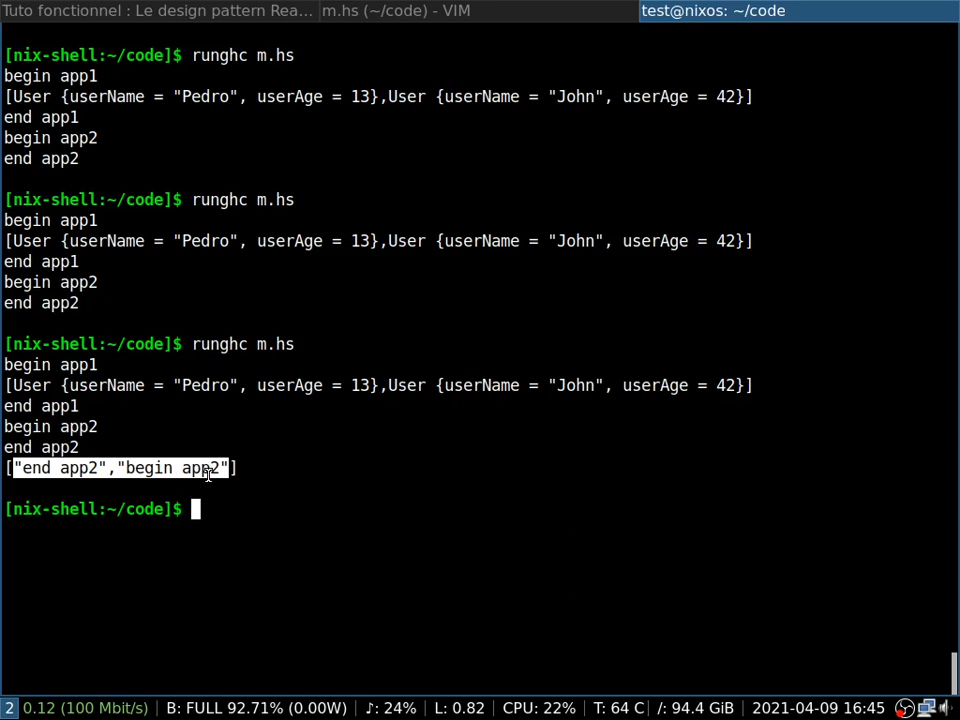 Tuto fonctionnel : Le design pattern Rea... m.hs (~/code) - VIM test@nixos: ~/code
[nix-shell:~/code]$ runghc m.hs
begin app1
[User {userName = "Pedro", userAge = 13},User {userName = "John", userAge = 42}]
end app1
begin app2
end app2
[nix-shell:~/code]$ runghc m.hs
begin app1
[User {userName = "Pedro", userAge = 13},User {userName = "John", userAge = 42}]
end app1
begin app2
end app2
[nix-shell:~/code]$ runghc m.hs
begin app1
[User {userName = "Pedro", userAge = 13},User {userName = "John", userAge = 42}]
end app1
begin app2
end app2
["end app2","begin app2"]
[nix-shell:~/code]$
2 0.12 (100 Mbit/s) | B: FULL 92.71% (0.00W) | ♪: 24% | L: 0.82 | CPU: 22% | T: 64 C | /: 94.4 GiB | 2021-04-09 16:45